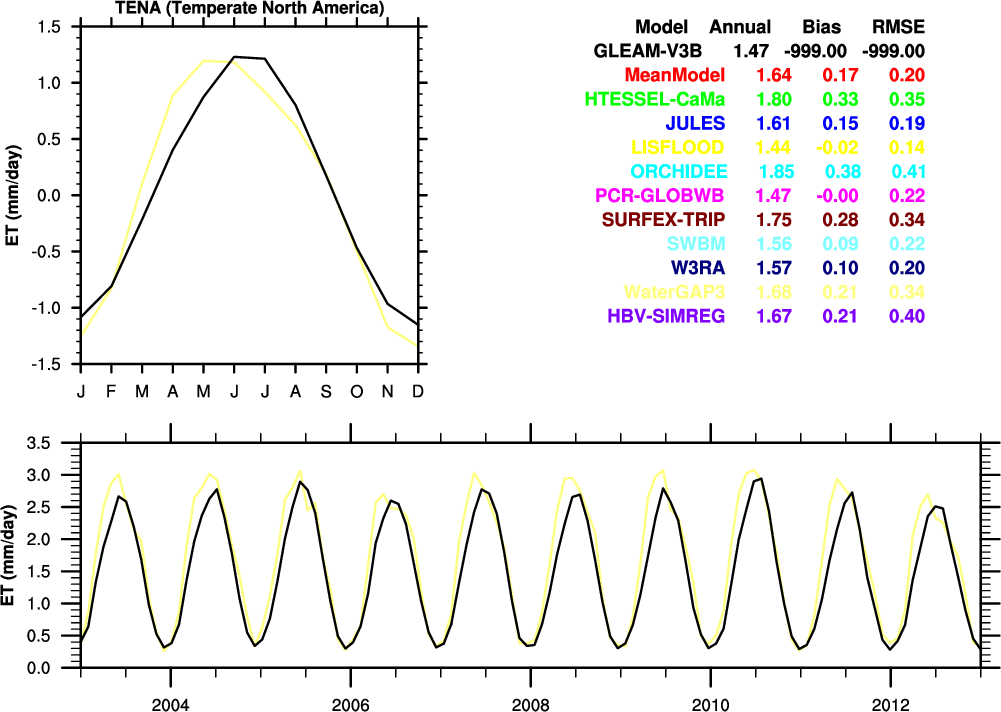 TENA (Temperate North America)
1.5
1.0
0.5
0.0
-0.5
-1.0
-1.5
ET (mm/day)
J F M A M J J A S O N D
Model Annual Bias RMSE
GLEAM-V3B 1.47 -999.00 -999.00
MeanModel 1.64 0.17 0.20
HTESSEL-CaMa 1.80 0.33 0.35
JULES 1.61 0.15 0.19
LISFLOOD 1.44 -0.02 0.14
ORCHIDEE 1.85 0.38 0.41
PCR-GLOBWB 1.47 -0.00 0.22
SURFEX-TRIP 1.75 0.28 0.34
SWBM 1.56 0.09 0.22
W3RA 1.57 0.10 0.20
WaterGAP3 1.68 0.21 0.34
HBV-SIMREG 1.67 0.21 0.40
3.5
3.0
2.5
2.0
1.5
1.0
0.5
0.0
ET (mm/day)
2004 2006 2008 2010 2012